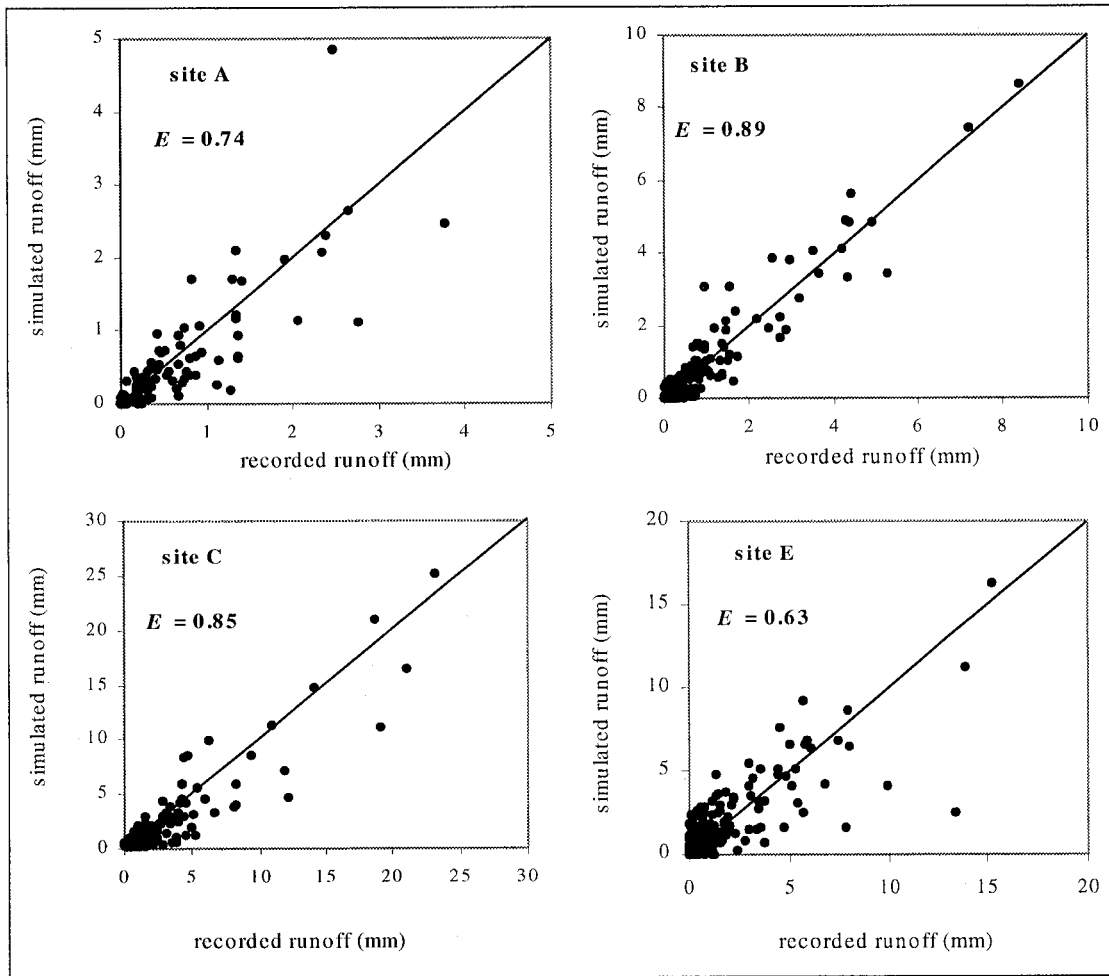 site A
E = 0.74
simulated runoff (mm)
5
4
3
2
1
0
0 1 2 3 4 5
recorded runoff (mm)
site B
E = 0.89
simulated runoff (mm)
10
8
6
4
2
0
0 2 4 6 8 10
recorded runoff (mm)
site C
E = 0.85
simulated runoff (mm)
30
25
20
15
10
5
0
0 5 10 15 20 25 30
recorded runoff (mm)
site E
E = 0.63
simulated runoff (mm)
20
15
10
5
0
0 5 10 15 20
recorded runoff (mm)